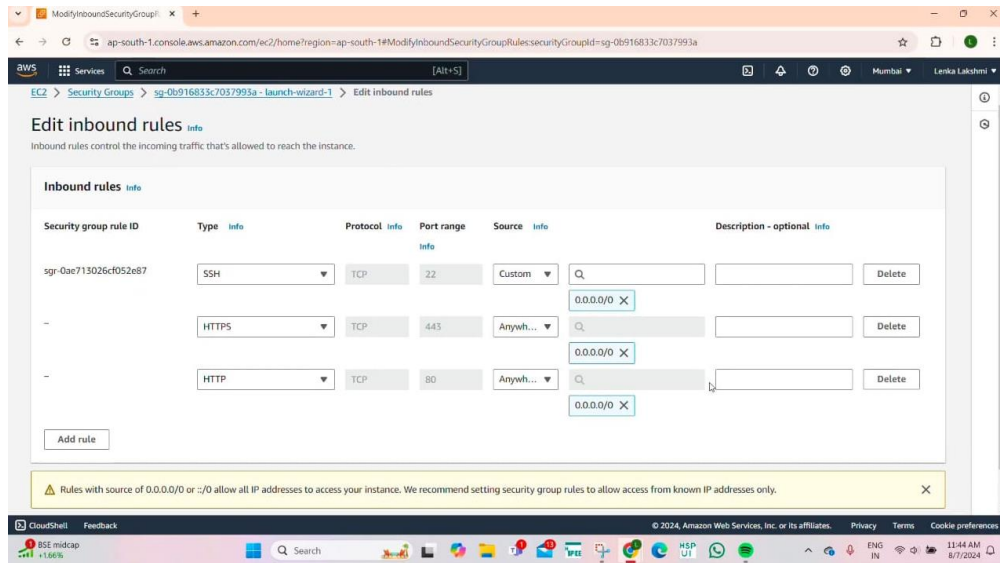 ModifyInboundSecurityGroupR
ap-south-1.console.aws.amazon.com/ec2/home?region=ap-south-1#ModifyInboundSecurityGroupRules:securityGroupId=sg-0b916833c7037993a
L
aws Services Search [Alt+S] Mumbai Lenka Lakshmi
EC2 > Security Groups > sg-0b916833c7037993a - launch-wizard-1 > Edit inbound rules
Edit inbound rules Info
Inbound rules control the incoming traffic that's allowed to reach the instance.
Inbound rules Info
Security group rule ID Type Info Protocol Info Port range Info Source Info Description - optional Info
sgr-0ae713026cf052e87 SSH TCP 22 Custom Delete
0.0.0.0/0
– HTTPS TCP 443 Anywh... Delete
0.0.0.0/0
– HTTP TCP 80 Anywh... Delete
0.0.0.0/0
Add rule
Rules with source of 0.0.0.0/0 or ::/0 allow all IP addresses to access your instance. We recommend setting security group rules to allow access from known IP addresses only.
CloudShell Feedback © 2024, Amazon Web Services, Inc. or its affiliates. Privacy Terms Cookie preferences
BSE midcap Search ENG 11:44 AM
+1.66% IN 8/7/2024